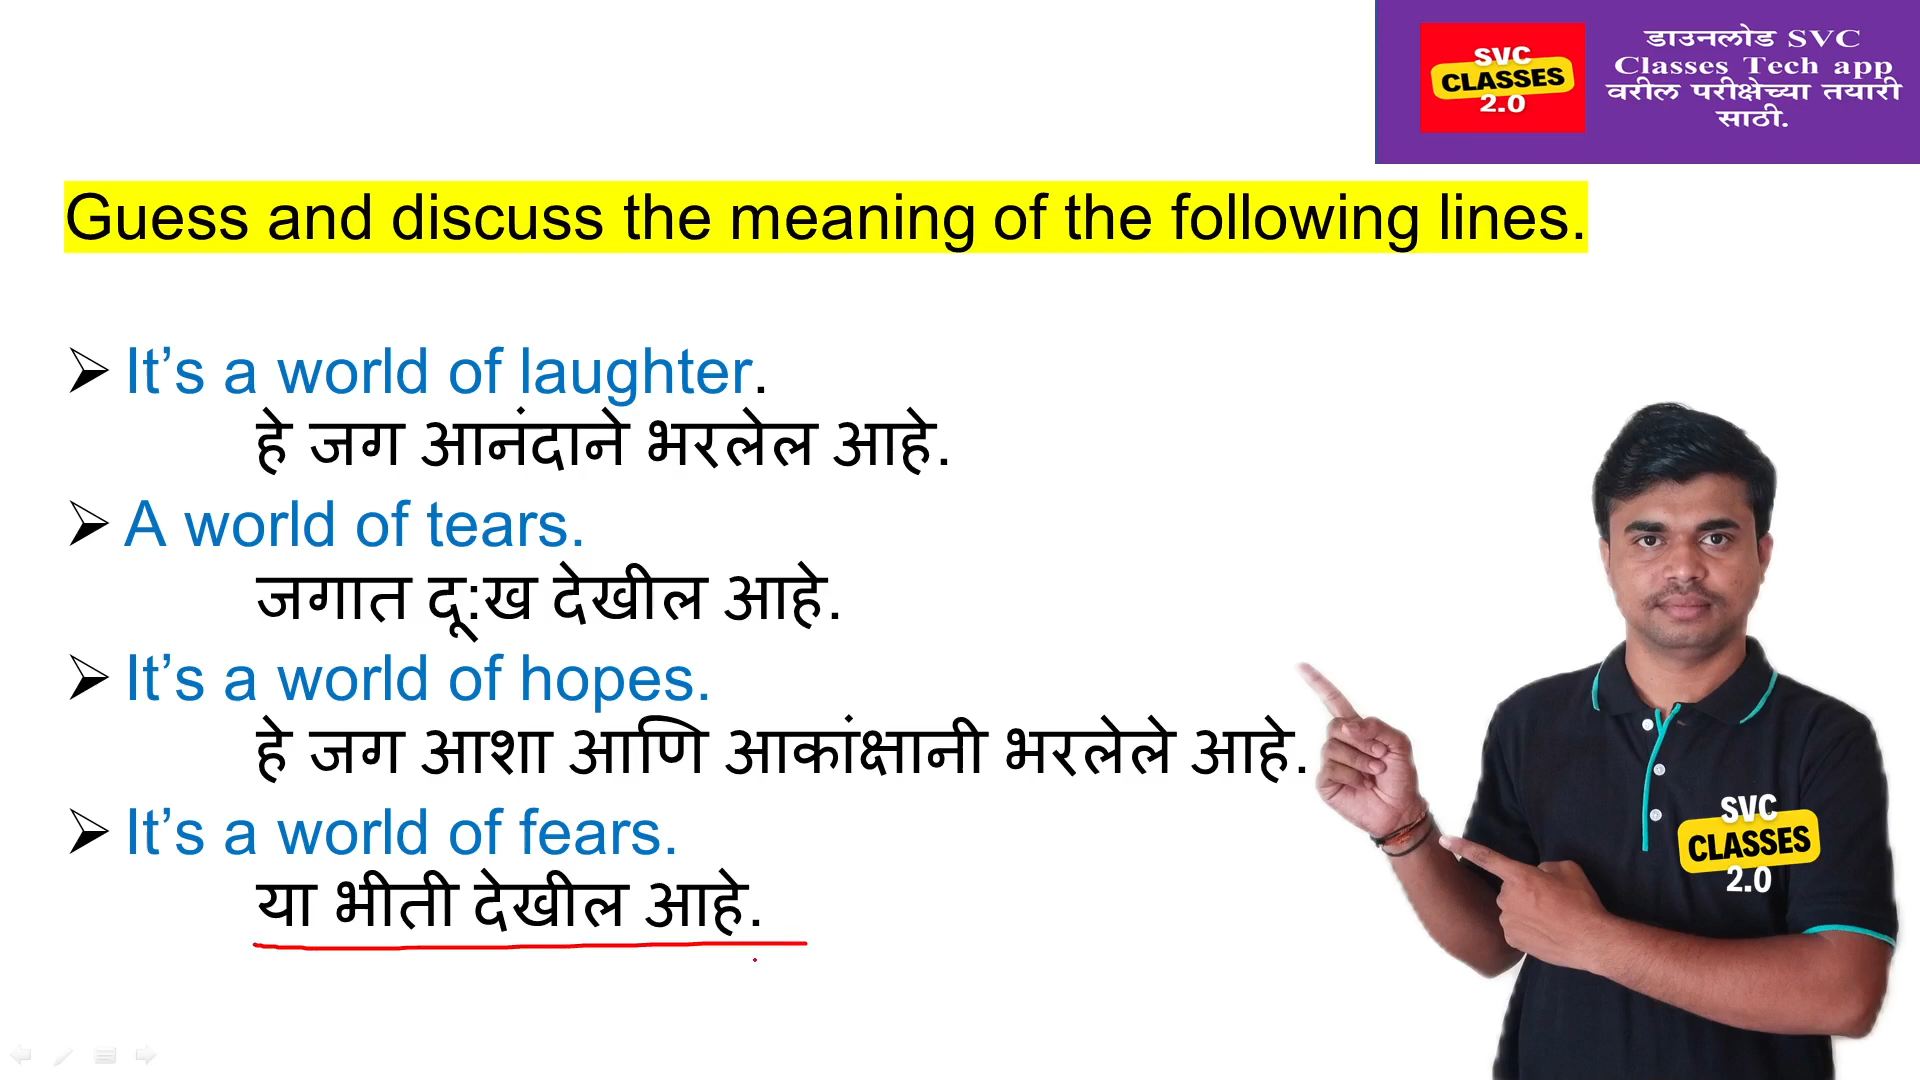 SVC
CLASSES
2.0
डाउनलोड SVC
Classes Tech app
वरील परीक्षेच्या तयारी
साठी.
Guess and discuss the meaning of the following lines.
It’s a world of laughter.
हे जग आनंदाने भरलेल आहे.
A world of tears.
जगात दू:ख देखील आहे.
It’s a world of hopes.
हे जग आशा आणि आकांक्षानी भरलेले आहे.
It’s a world of fears.
या भीती देखील आहे.
SVC
CLASSES
2.0